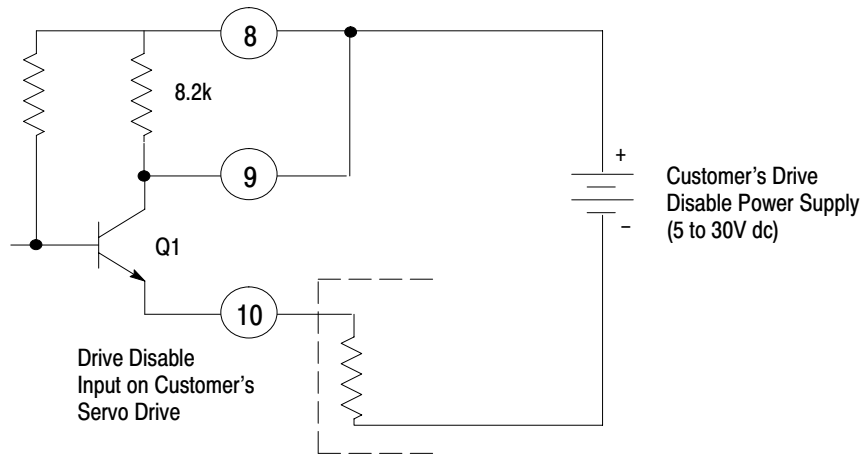 8
8.2k
9
Q1
10
+
−
Customer's Drive
Disable Power Supply
(5 to 30V dc)
Drive Disable
Input on Customer's
Servo Drive